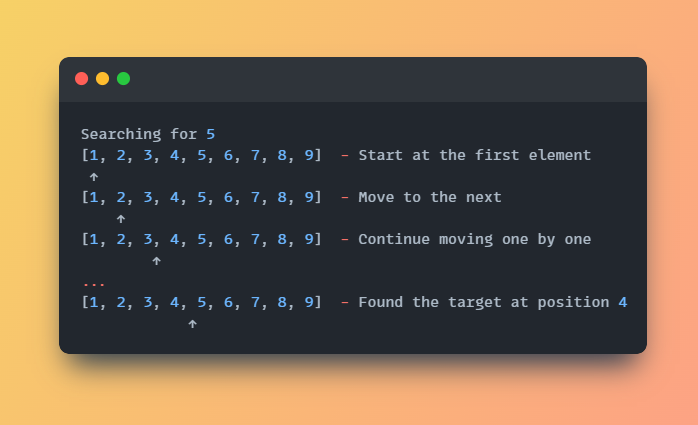 Searching for 5
[1, 2, 3, 4, 5, 6, 7, 8, 9]  - Start at the first element
 ↑
[1, 2, 3, 4, 5, 6, 7, 8, 9]  - Move to the next
    ↑
[1, 2, 3, 4, 5, 6, 7, 8, 9]  - Continue moving one by one
        ↑
...
[1, 2, 3, 4, 5, 6, 7, 8, 9]  - Found the target at position 4
            ↑